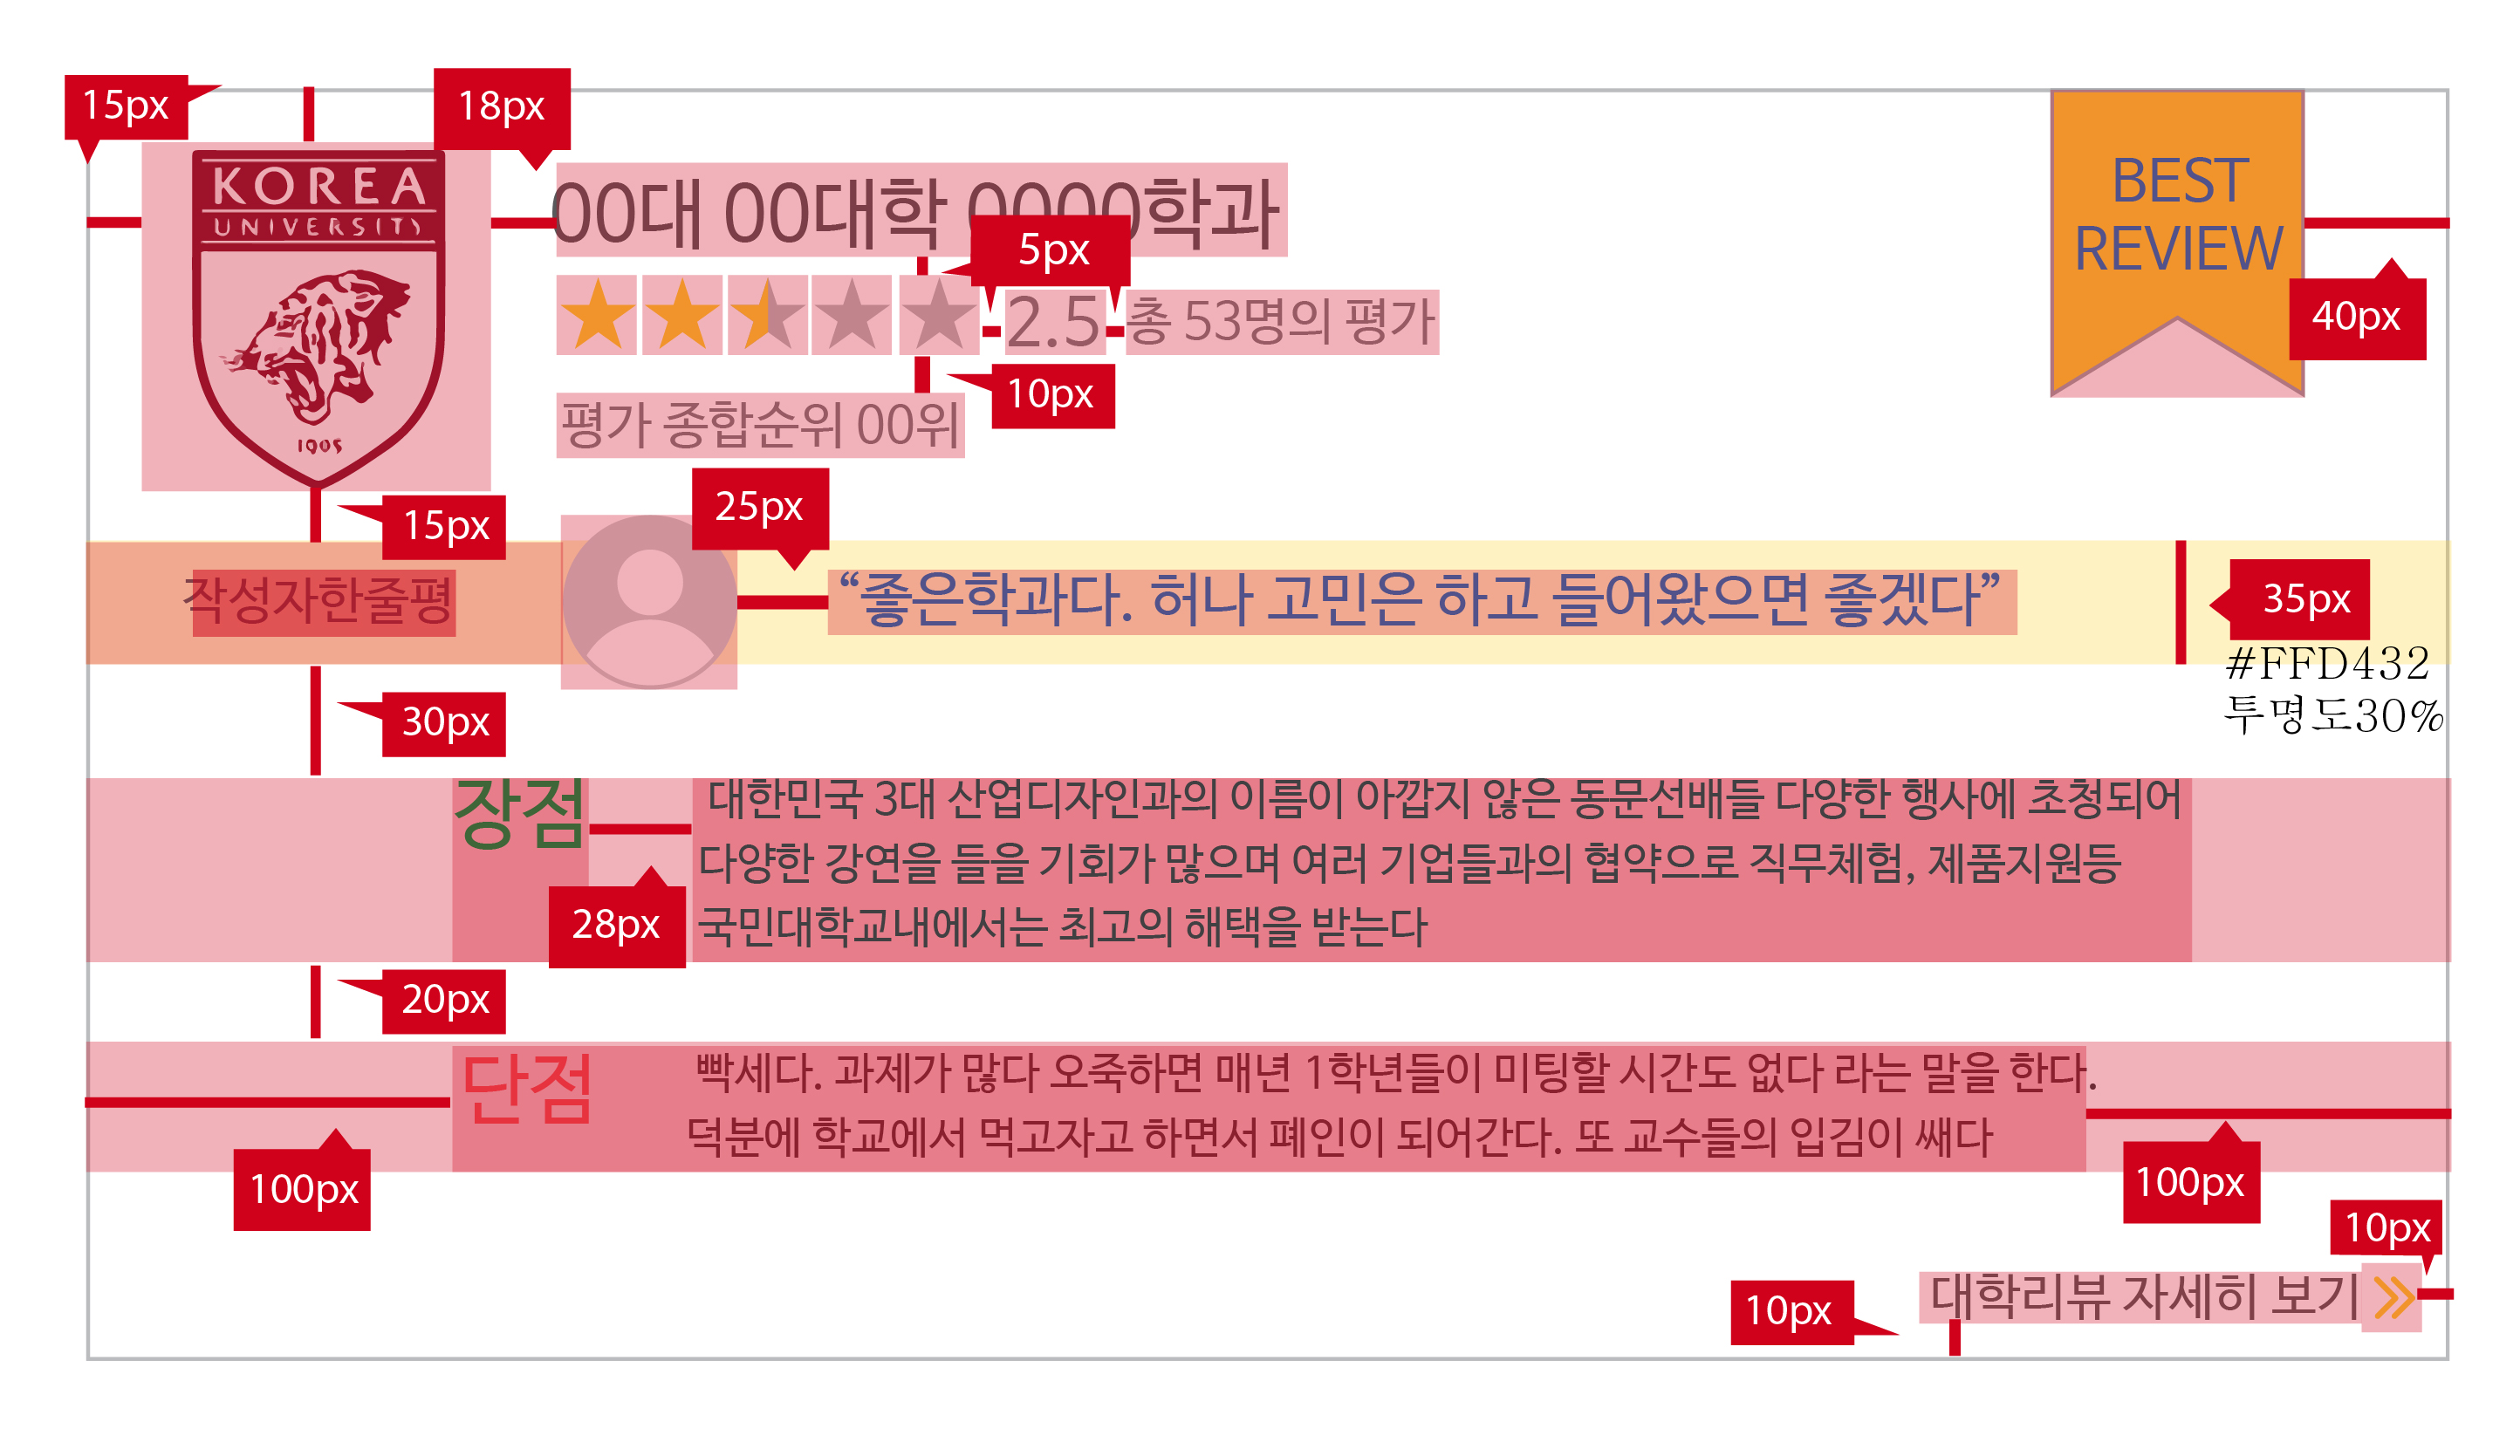 15px
18px
KOREA
UNIVERSITY
1905
00대 00대학 0000학과
5px
BEST
REVIEW
40px
2.5
총 53명의 평가
10px
평가 종합순위 00위
25px
15px
작성자한줄평
“좋은학과다. 허나 고민은 하고 들어왔으면 좋겠다”
35px
#FFD432
투명도30%
30px
강점
대한민국 3대 산업디자인과의 이름이 아깝지 않은 동문선배들 다양한 행사에 초청되어
다양한 강연을 들을 기회가 많으며 여러 기업들과의 협약으로 직무체험, 제품지원등
국민대학교내에서는 최고의 해택을 받는다
28px
20px
단점
빡세다. 과제가 많다 오죽하면 매년 1학년들이 미팅할 시간도 없다 라는 말을 한다.
덕분에 학교에서 먹고자고 하면서 폐인이 되어간다. 또 교수들의 입김이 쌔다
100px
100px
10px
대학리뷰 자세히 보기
10px